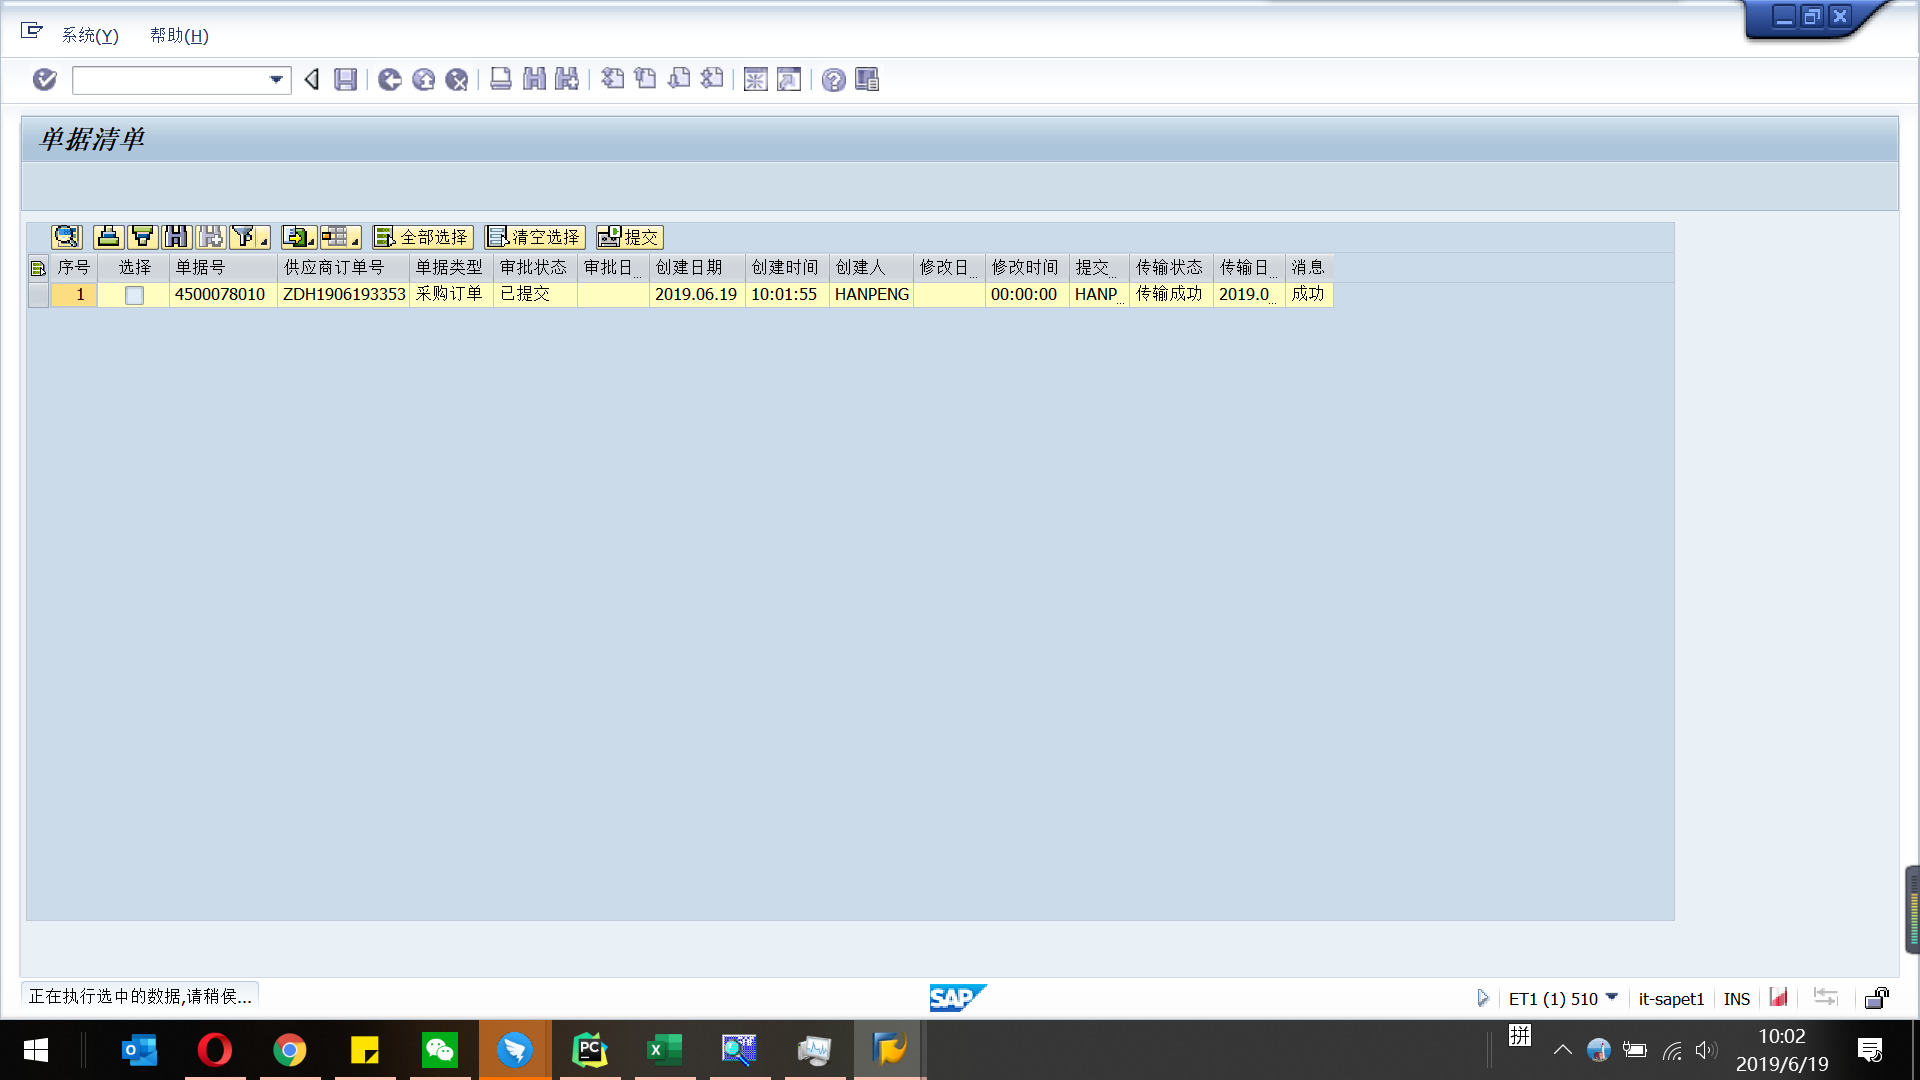 系统(Y) 帮助(H)
单据清单
全部选择 清空选择 提交
序号 选择 单据号 供应商订单号 单据类型 审批状态 审批日... 创建日期 创建时间 创建人 修改日... 修改时间 提交... 传输状态 传输日... 消息
1 4500078010 ZDH1906193353 采购订单 已提交 2019.06.19 10:01:55 HANPENG 00:00:00 HANP... 传输成功 2019.0... 成功
正在执行选中的数据,请稍侯...
SAP
ET1 (1) 510 it-sapet1 INS
拼
10:02
2019/6/19